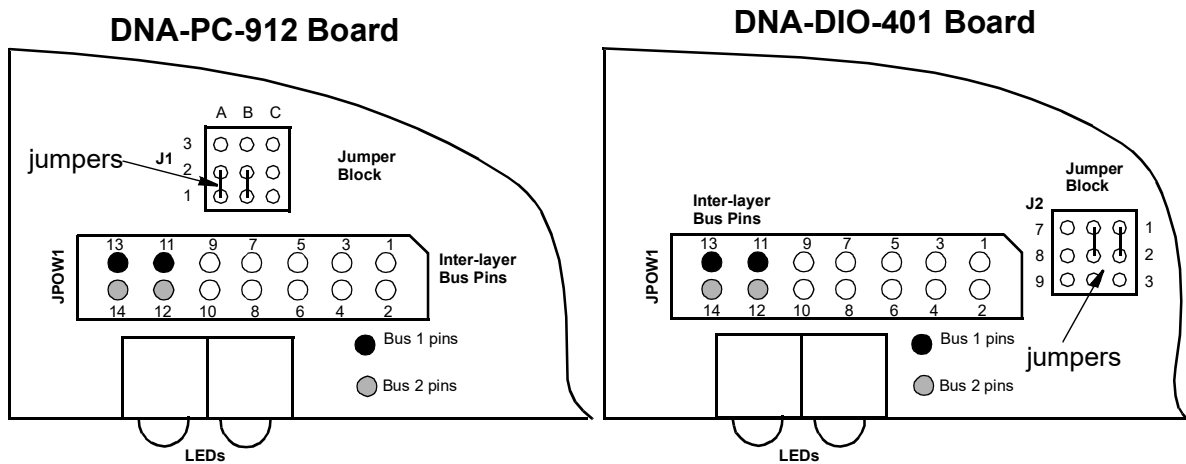 DNA-PC-912 Board
A B C
3
jumpers
J1
2
1
Jumper
Block
13 11 9 7 5 3 1
JPOW1
Inter-layer
Bus Pins
14 12 10 8 6 4 2
Bus 1 pins
Bus 2 pins
LEDs
DNA-DIO-401 Board
Jumper
Block
J2
Inter-layer
Bus Pins
7 1
8 2
9 3
13 11 9 7 5 3 1
JPOW1
14 12 10 8 6 4 2
jumpers
Bus 1 pins
Bus 2 pins
LEDs